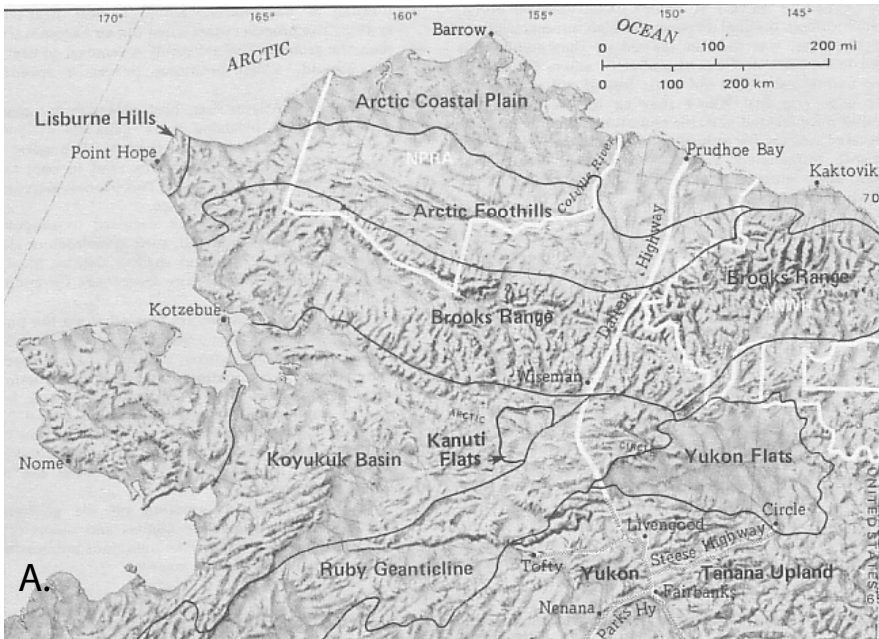 170°
165°
160°
155°
150°
145°
Barrow
OCEAN
ARCTIC
0 100 200 mi
0 100 200 km
Arctic Coastal Plain
Lisburne Hills
Point Hope
NPRA
Colville River
Prudhoe Bay
Kaktovik
70
Arctic Foothills
Dalton Highway
Brooks Range
ANWR
Kotzebue
Brooks Range
Wiseman
ARCTIC
CIRCLE
Kanuti
Flats
Nome
Koyukuk Basin
Yukon Flats
UNITED STATES
Circle
Livengood
Steese Highway
A.
Ruby Geanticline
Tofty
Yukon Tanana Upland
Fairbanks
Nenana
Parks Hy